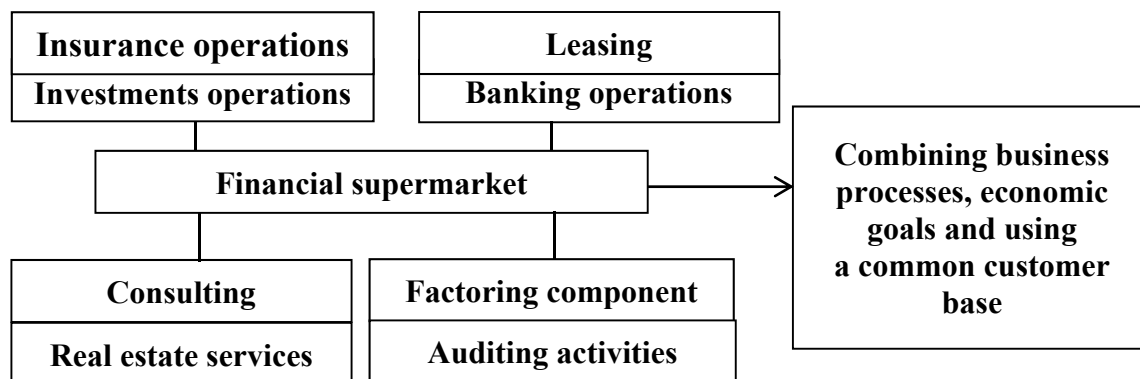 Insurance operations
Investments operations
Leasing
Banking operations
Financial supermarket
Combining business
processes, economic
goals and using
a common customer
base
Consulting
Real estate services
Factoring component
Auditing activities